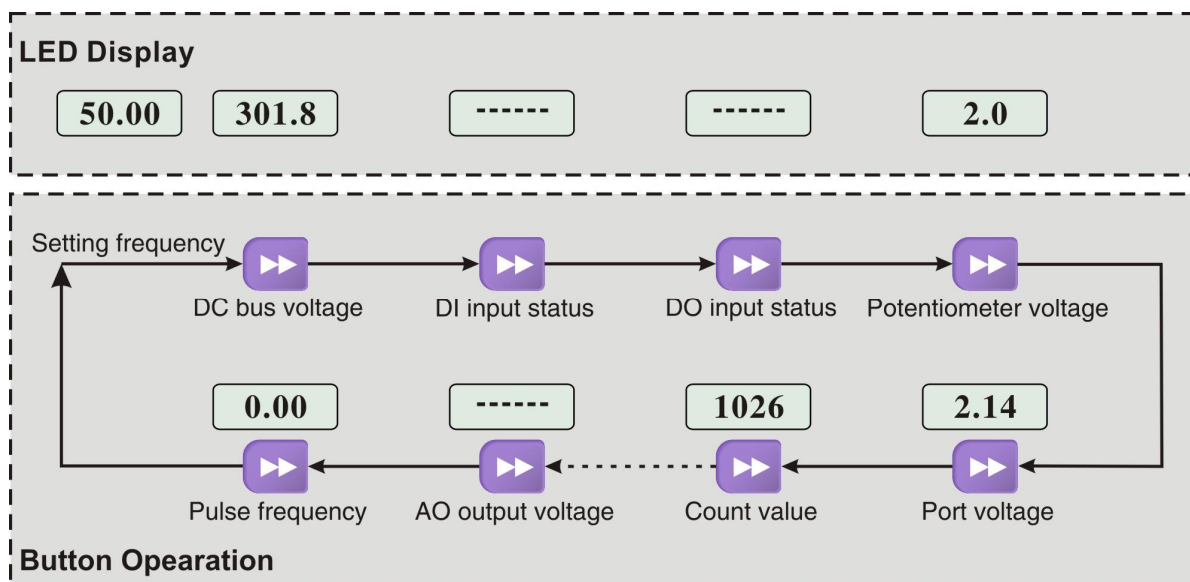 LED Display
50.00 301.8 ------ ------ 2.0
Setting frequency
DC bus voltage DI input status DO input status Potentiometer voltage
0.00 ------ 1026 2.14
Pulse frequency AO output voltage Count value Port voltage
Button Opearation